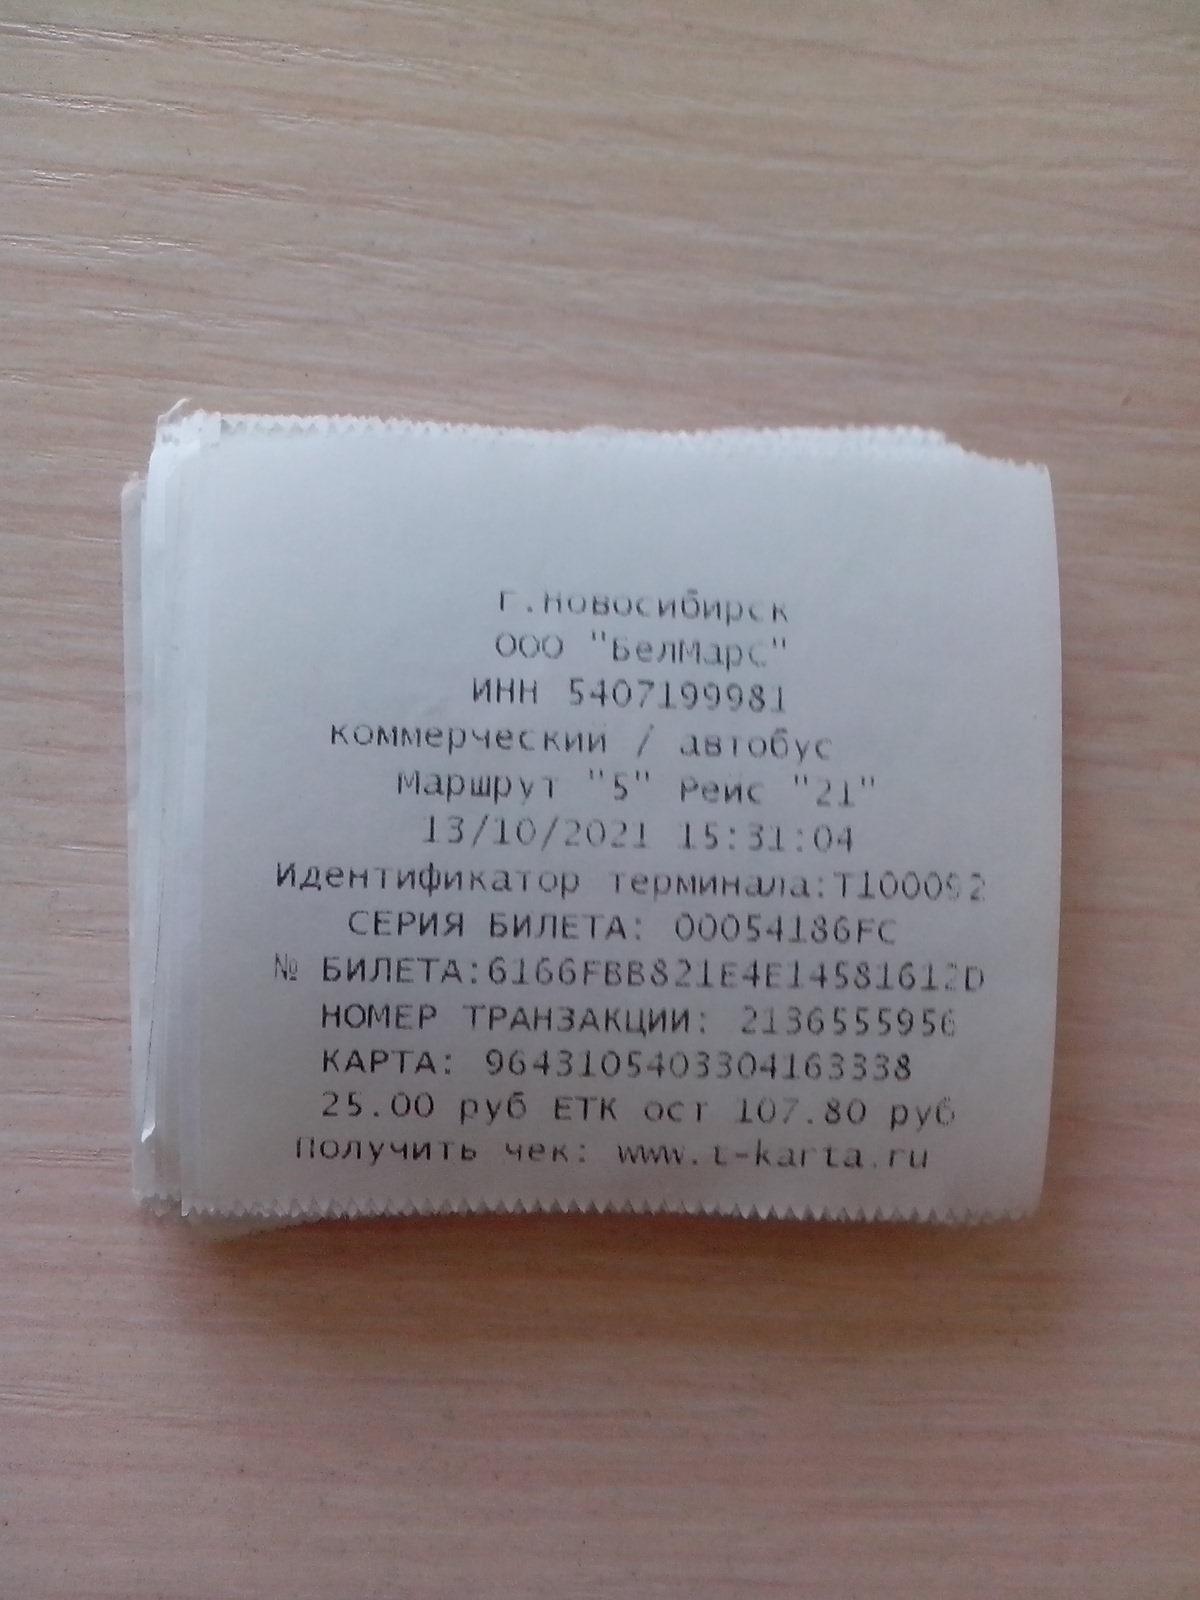 г.Новосибирск
ООО "БелМарС"
ИНН 5407199981
коммерческий / автобус
Маршрут "5" Рейс "21"
13/10/2021 15:31:04
Идентификатор терминала:T100092
СЕРИЯ БИЛЕТА: 00054186FC
№ БИЛЕТА:6166FBB821E4E14581612D
НОМЕР ТРАНЗАКЦИИ: 2136555956
КАРТА: 9643105403304163338
25.00 руб ЕТК ост 107.80 руб
Получить чек: www.t-karta.ru